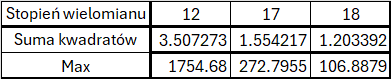 Stopień wielomianu 12 17 18
Suma kwadratów 3.507273 1.554217 1.203392
Max 1754.68 272.7955 106.8879